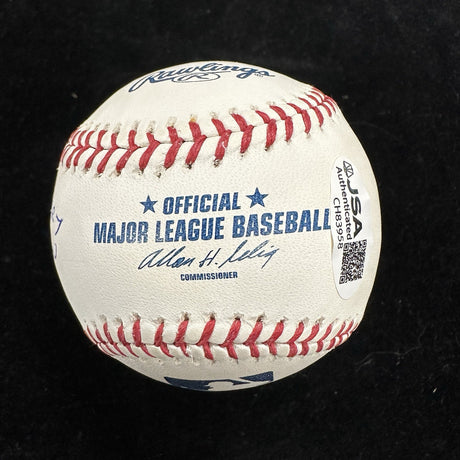 Rawlings
R
★ OFFICIAL ★
MAJOR LEAGUE BASEBALL
Allan H. Selig
COMMISSIONER
JSA
Authenticated
CH83958